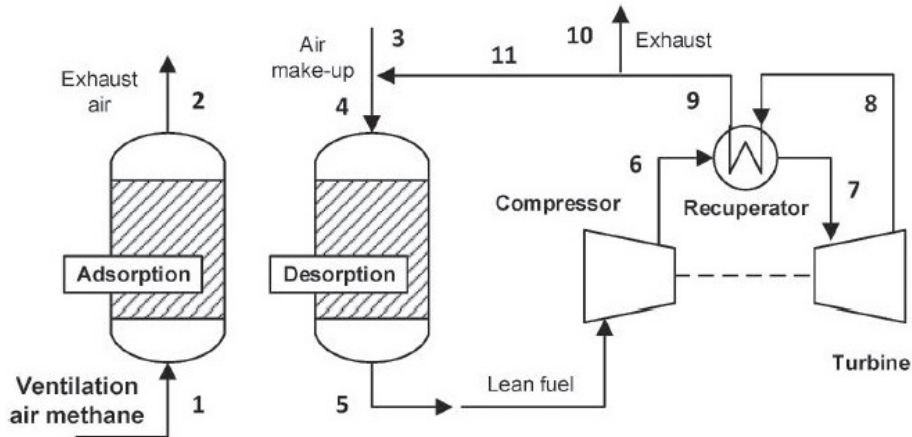 3
Air
make-up
10
Exhaust
11
Exhaust
air
2
4
9
8
6
7
Compressor
Recuperator
Adsorption
Desorption
Turbine
Ventilation
air methane
1
5
Lean fuel